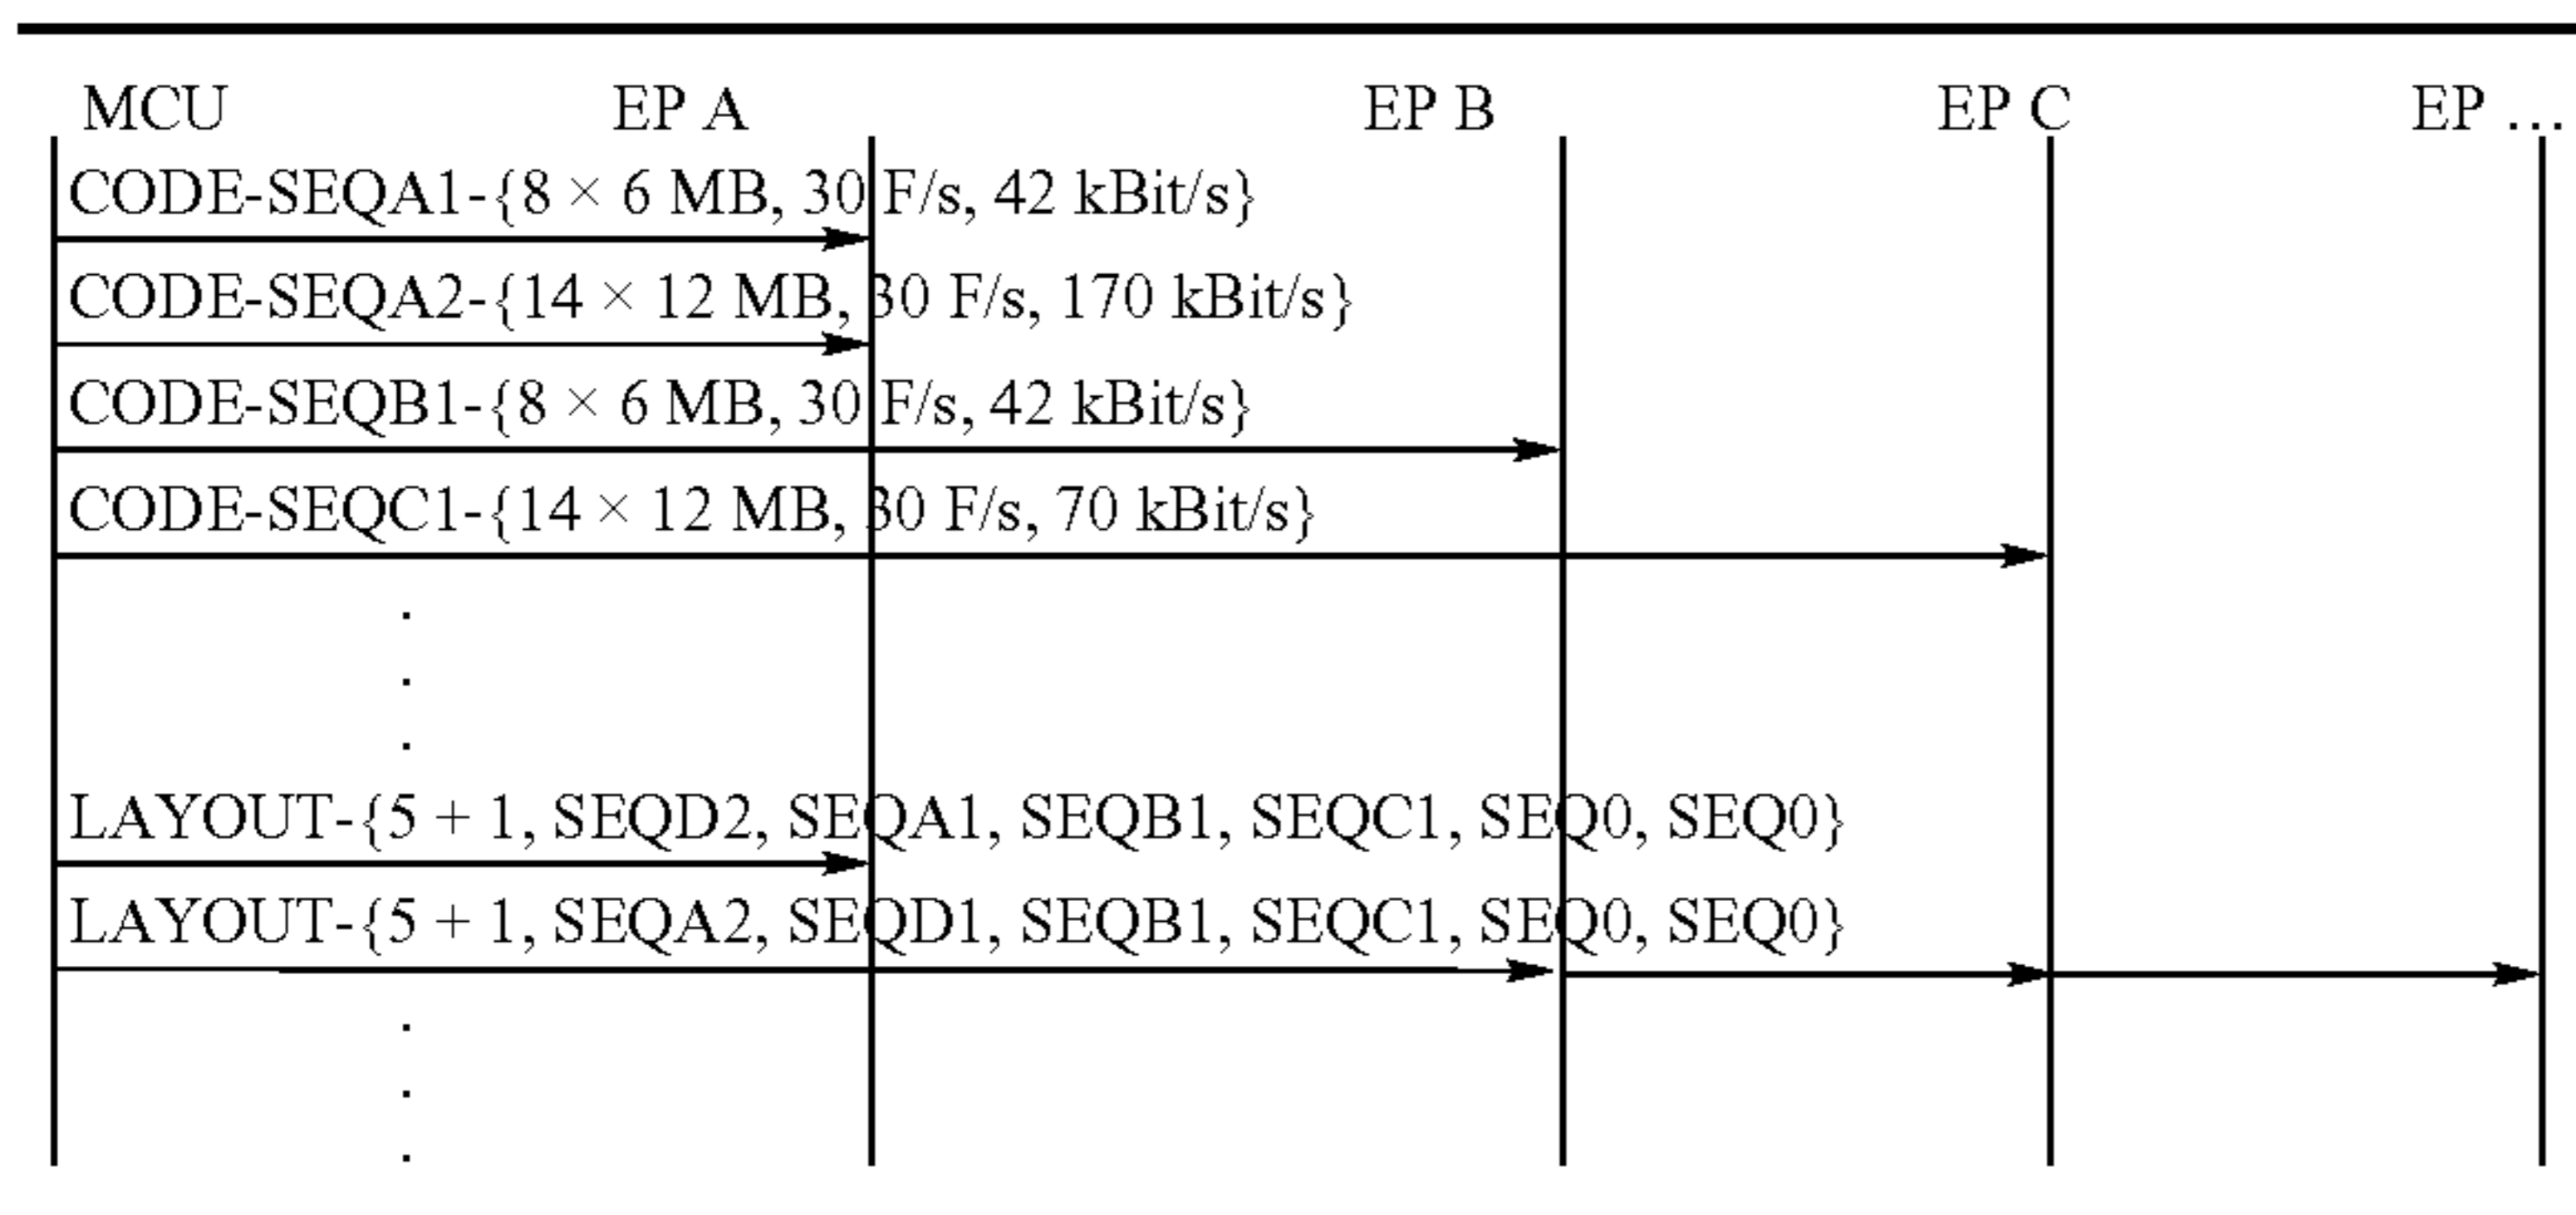 MCU EP A EP B EP C EP …
CODE-SEQA1-{8 × 6 MB, 30 F/s, 42 kBit/s}
CODE-SEQA2-{14 × 12 MB, 30 F/s, 170 kBit/s}
CODE-SEQB1-{8 × 6 MB, 30 F/s, 42 kBit/s}
CODE-SEQC1-{14 × 12 MB, 30 F/s, 70 kBit/s}
LAYOUT-{5 + 1, SEQD2, SEQA1, SEQB1, SEQC1, SEQ0, SEQ0}
LAYOUT-{5 + 1, SEQA2, SEQD1, SEQB1, SEQC1, SEQ0, SEQ0}